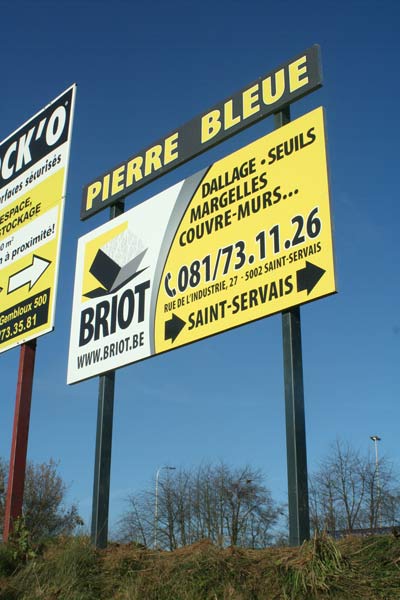 CK'O
rfaces sécurisés
ESPACE,
STOCKAGE
à proximité!
Gembloux 500
73.35.81
PIERRE BLEUE
DALLAGE • SEUILS
MARGELLES
COUVRE-MURS...
081/73.11.26
RUE DE L'INDUSTRIE, 27 - 5002 SAINT-SERVAIS
SAINT-SERVAIS
BRIOT
WWW.BRIOT.BE